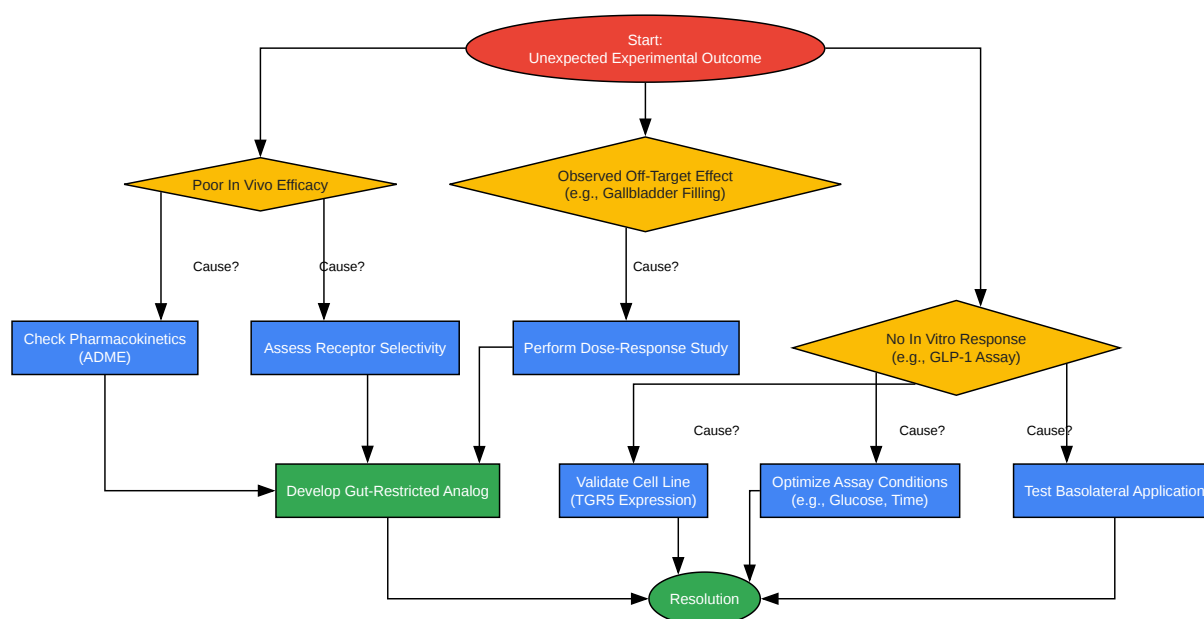 Start:
Unexpected Experimental Outcome
Poor In Vivo Efficacy
Observed Off-Target Effect
(e.g., Gallbladder Filling)
Cause?
Cause?
Cause?
Check Pharmacokinetics
(ADME)
Assess Receptor Selectivity
Perform Dose-Response Study
No In Vitro Response
(e.g., GLP-1 Assay)
Cause?
Cause?
Cause?
Develop Gut-Restricted Analog
Validate Cell Line
(TGR5 Expression)
Optimize Assay Conditions
(e.g., Glucose, Time)
Test Basolateral Application
Resolution